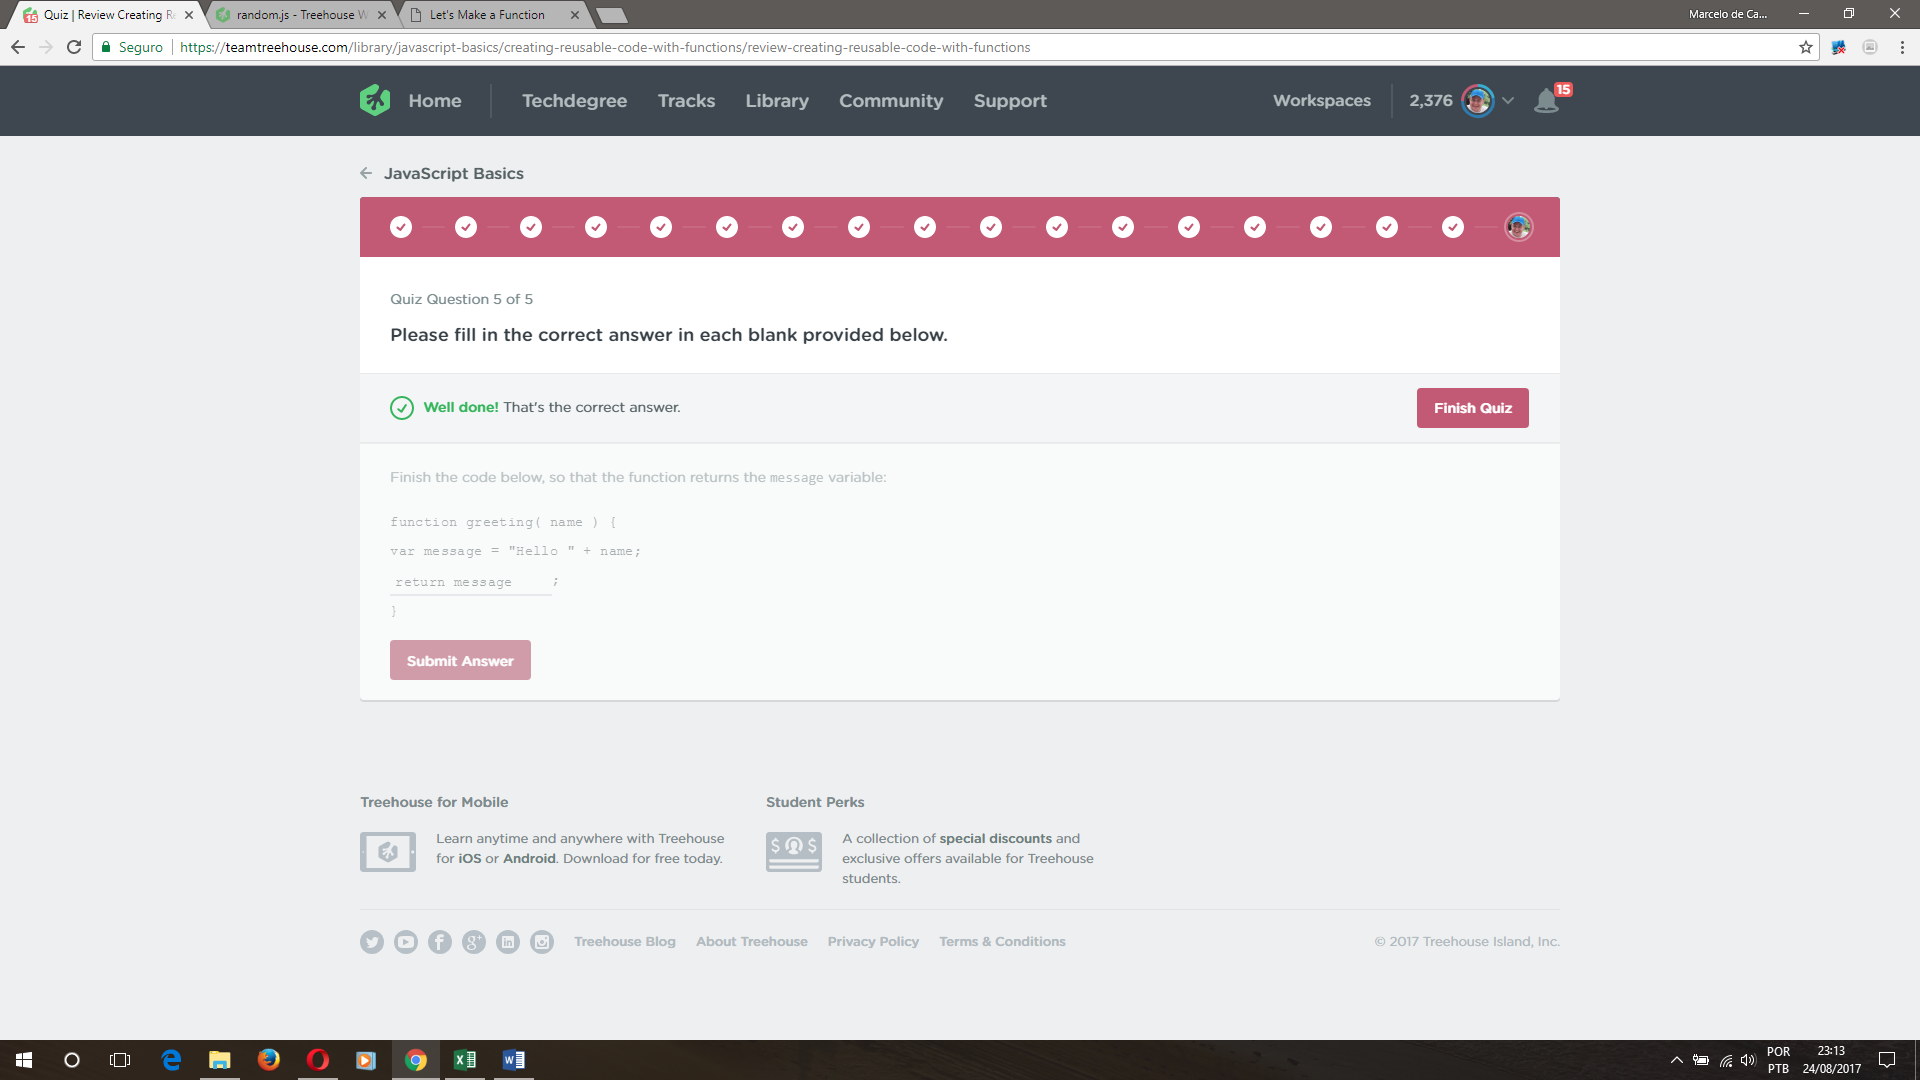 Quiz | Review Creating Re
random.js - Treehouse W
Let's Make a Function
Marcelo de Ca...
Seguro
https://teamtreehouse.com/library/javascript-basics/creating-reusable-code-with-functions/review-creating-reusable-code-with-functions
Home
Techdegree
Tracks
Library
Community
Support
Workspaces
2,376
15
JavaScript Basics
Quiz Question 5 of 5
Please fill in the correct answer in each blank provided below.
Well done! That's the correct answer.
Finish Quiz
Finish the code below, so that the function returns the message variable:
function greeting( name ) {
var message = "Hello " + name;
return message ;
}
Submit Answer
Treehouse for Mobile
Learn anytime and anywhere with Treehouse
for iOS or Android. Download for free today.
Student Perks
A collection of special discounts and
exclusive offers available for Treehouse
students.
Treehouse Blog
About Treehouse
Privacy Policy
Terms & Conditions
© 2017 Treehouse Island, Inc.
POR
PTB
23:13
24/08/2017